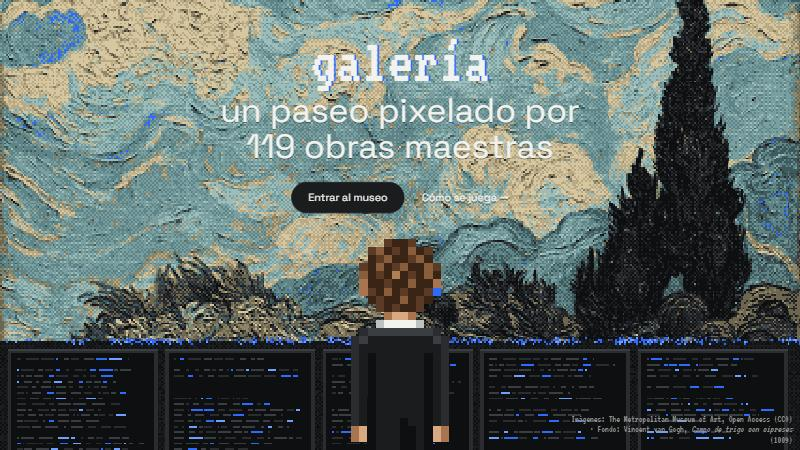 galería
un paseo pixelado por
119 obras maestras
Entrar al museo
Cómo se juega —
Imágenes: The Metropolitan Museum of Art, Open Access (CC0)
· Fondo: Vincent van Gogh, Campo de trigo con cipreses
(1889)